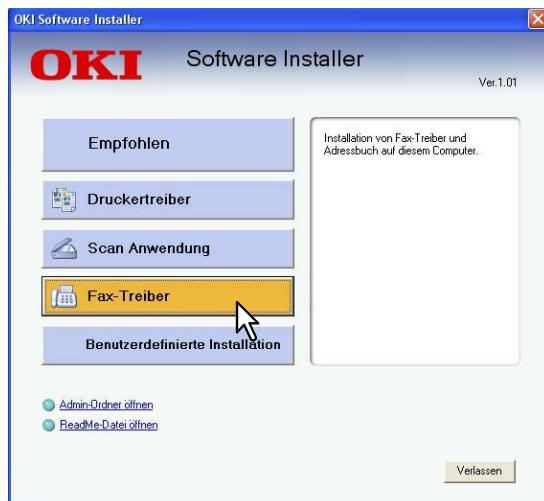 OKI Software Installer
OKI
Software Installer
Ver.1.01
Empfohlen
Druckertreiber
Scan Anwendung
Fax-Treiber
Benutzerdefinierte Installation
Installation von Fax-Treiber und
Adressbuch auf diesem Computer.
Admin-Ordner öffnen
ReadMe-Datei öffnen
Verlassen